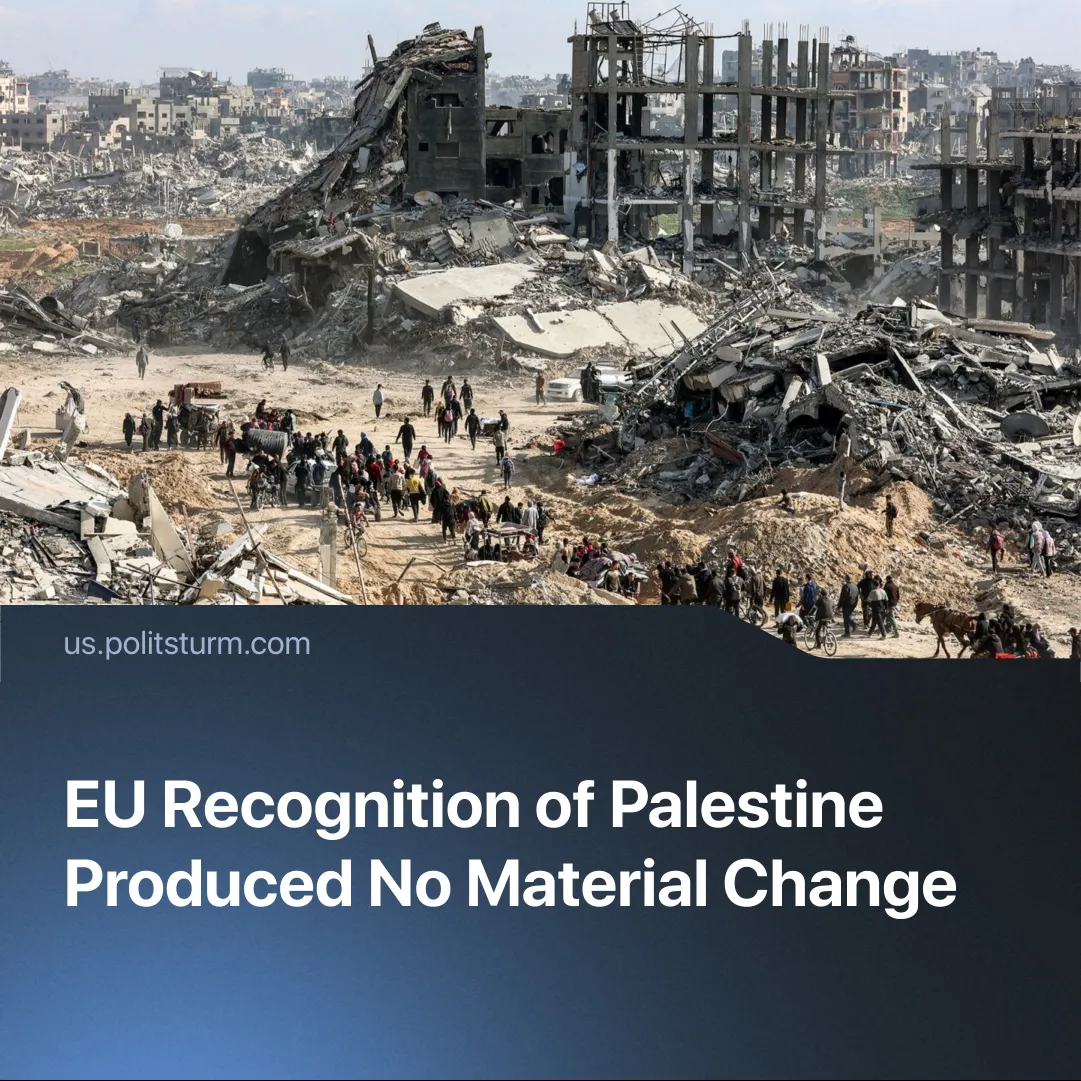 us.politsturm.com
EU Recognition of Palestine
Produced No Material Change